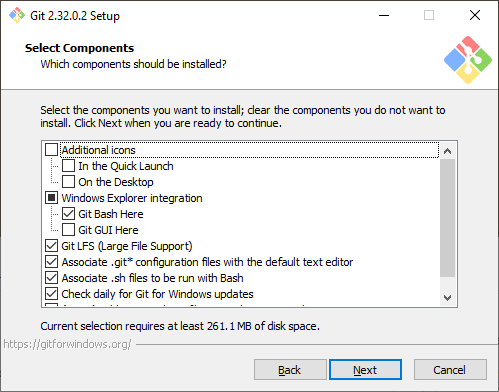 Git 2.32.0.2 Setup
Select Components
Which components should be installed?
Select the components you want to install; clear the components you do not want to
install. Click Next when you are ready to continue.
Additional icons
In the Quick Launch
On the Desktop
Windows Explorer integration
Git Bash Here
Git GUI Here
Git LFS (Large File Support)
Associate .git* configuration files with the default text editor
Associate .sh files to be run with Bash
Check daily for Git for Windows updates
Current selection requires at least 261.1 MB of disk space.
https://gitforwindows.org/
Back
Next
Cancel